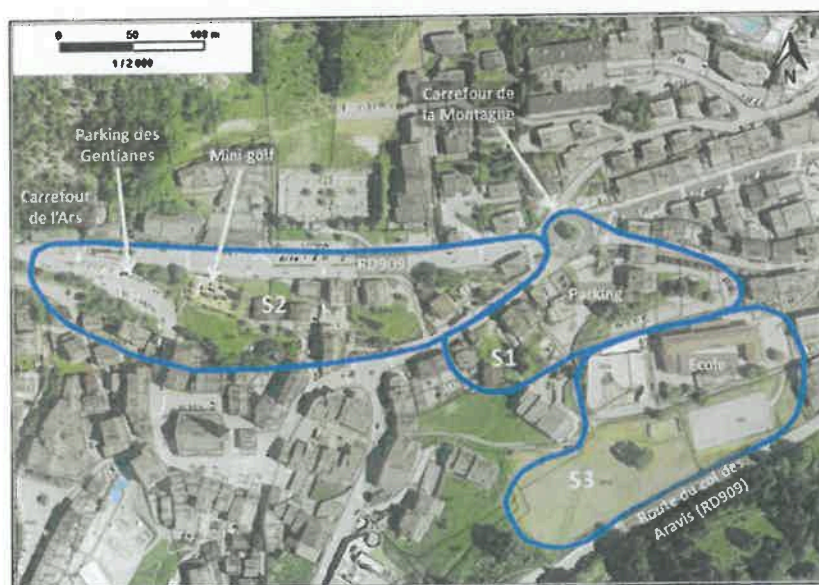 0 50 100 m
1 / 2 000
N
Carrefour de
la Montagne
Parking des
Gentianes
Mini-golf
Carrefour
de l'Ars
RD909
S2
Parking
S1
Ecole
S3
Route du col des
Aravis (RD909)